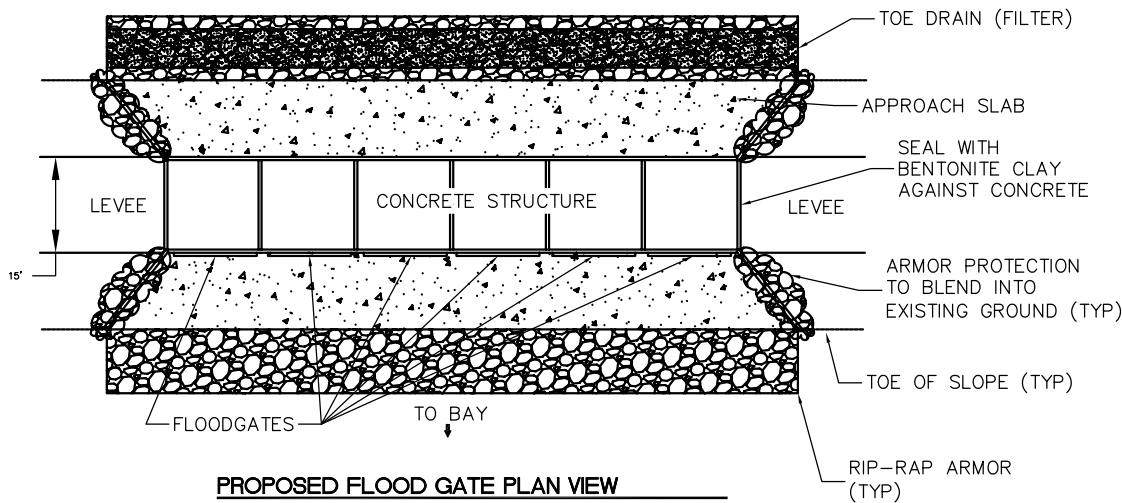 TOE DRAIN (FILTER)
APPROACH SLAB
SEAL WITH
BENTONITE CLAY
AGAINST CONCRETE
LEVEE
CONCRETE STRUCTURE
LEVEE
15'
ARMOR PROTECTION
TO BLEND INTO
EXISTING GROUND (TYP)
TOE OF SLOPE (TYP)
FLOODGATES
TO BAY
RIP-RAP ARMOR
(TYP)
PROPOSED FLOOD GATE PLAN VIEW